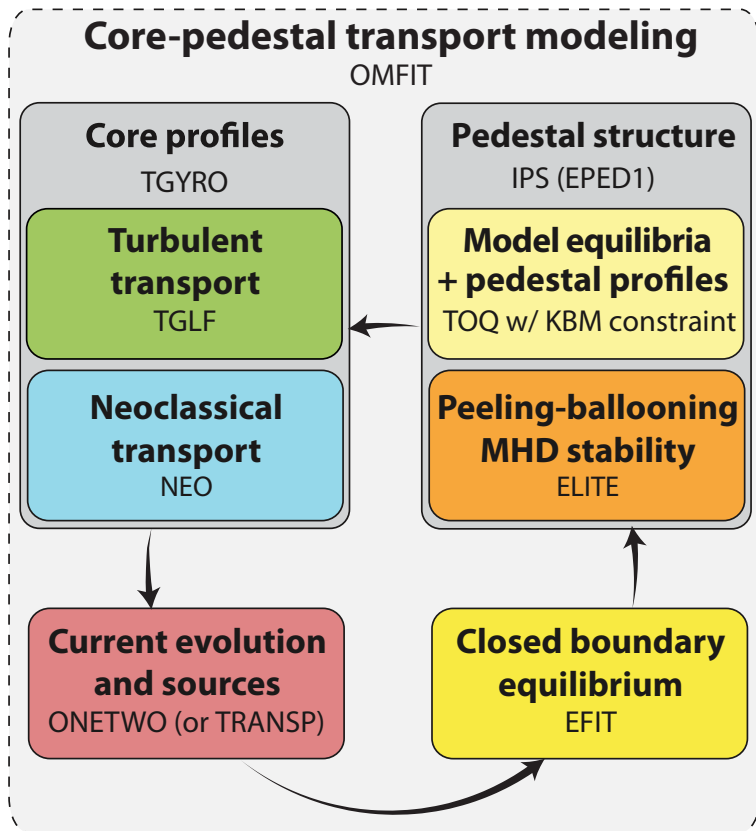 Core-pedestal transport modeling
OMFIT
Core profiles
TGYRO
Turbulent
transport
TGLF
Neoclassical
transport
NEO
Pedestal structure
IPS (EPED1)
Model equilibria
+ pedestal profiles
TOQ w/ KBM constraint
Peeling-ballooning
MHD stability
ELITE
Current evolution
and sources
ONETWO (or TRANSP)
Closed boundary
equilibrium
EFIT